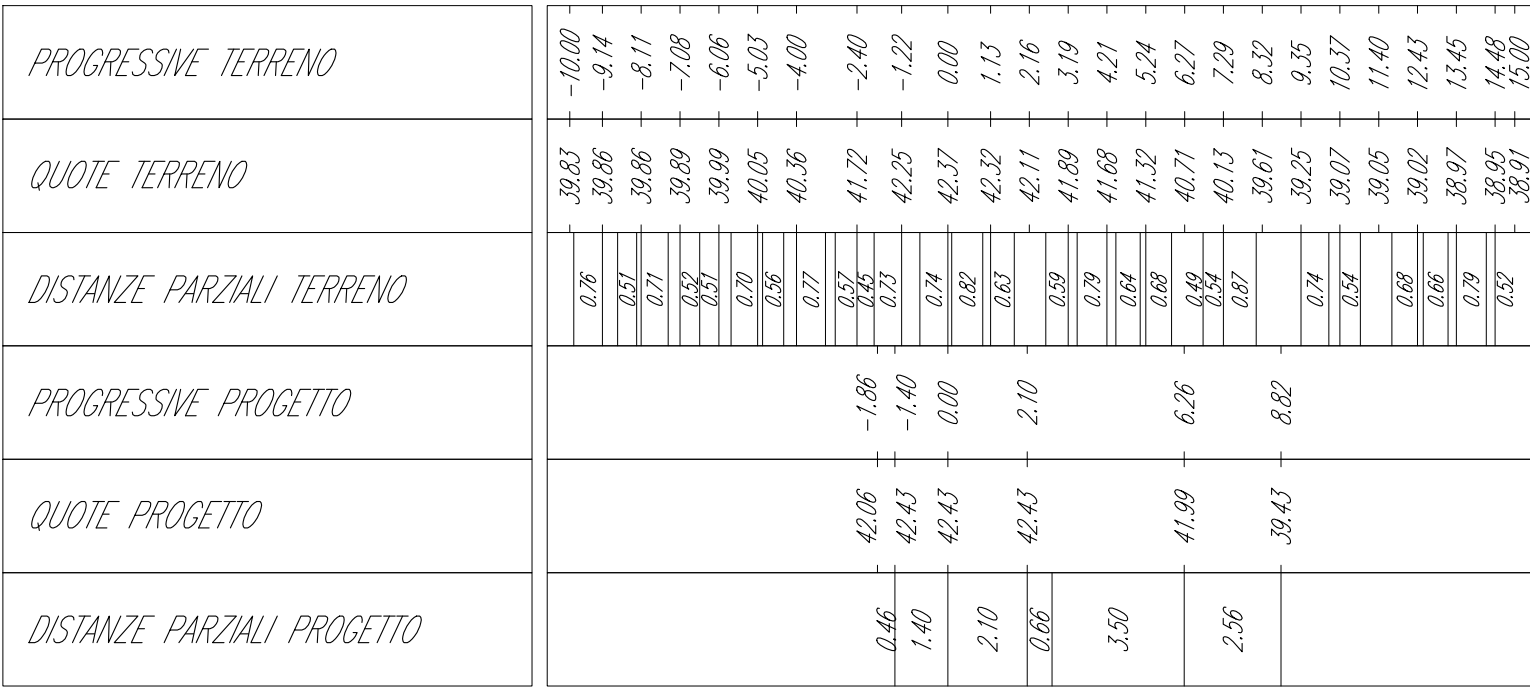 PROGRESSIVE TERRENO -10.00 -9.14 -8.11 -7.08 -6.06 -5.03 -4.00 -2.40 -1.22 0.00 1.13 2.16 3.19 4.21 5.24 6.27 7.29 8.32 9.35 10.37 11.40 12.43 13.45 14.48 15.00
QUOTE TERRENO 39.83 39.86 39.86 39.89 39.99 40.05 40.36 41.72 42.25 42.37 42.32 42.11 41.89 41.68 41.32 40.71 40.13 39.61 39.25 39.07 39.05 39.02 38.97 38.95 38.91
DISTANZE PARZIALI TERRENO 0.76 0.51 0.71 0.52 0.51 0.70 0.56 0.77 0.57 0.45 0.73 0.74 0.82 0.63 0.59 0.79 0.64 0.68 0.49 0.54 0.87 0.74 0.54 0.68 0.66 0.79 0.52
PROGRESSIVE PROGETTO -1.86 -1.40 0.00 2.10 6.26 8.82
QUOTE PROGETTO 42.06 42.43 42.43 42.43 41.99 39.43
DISTANZE PARZIALI PROGETTO 0.46 1.40 2.10 0.66 3.50 2.56